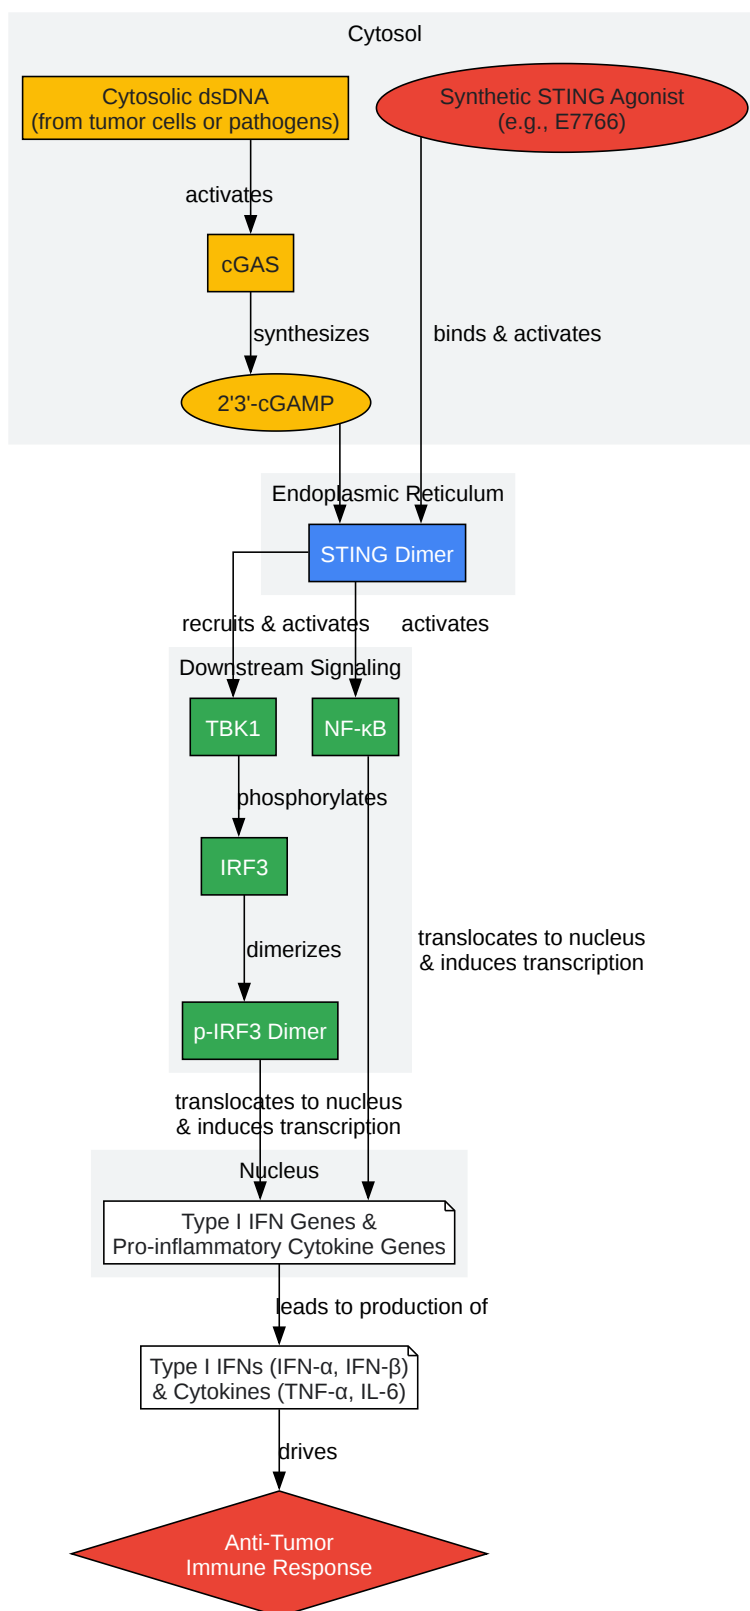 Cytosol
Cytosolic dsDNA
(from tumor cells or pathogens)
Synthetic STING Agonist
(e.g., E7766)
activates
cGAS
synthesizes
binds & activates
2'3'-cGAMP
Endoplasmic Reticulum
STING Dimer
recruits & activates
activates
Downstream Signaling
TBK1
NF-κB
phosphorylates
IRF3
dimerizes
translocates to nucleus
& induces transcription
p-IRF3 Dimer
translocates to nucleus
& induces transcription
Nucleus
Type I IFN Genes &
Pro-inflammatory Cytokine Genes
leads to production of
Type I IFNs (IFN-α, IFN-β)
& Cytokines (TNF-α, IL-6)
drives
Anti-Tumor
Immune Response